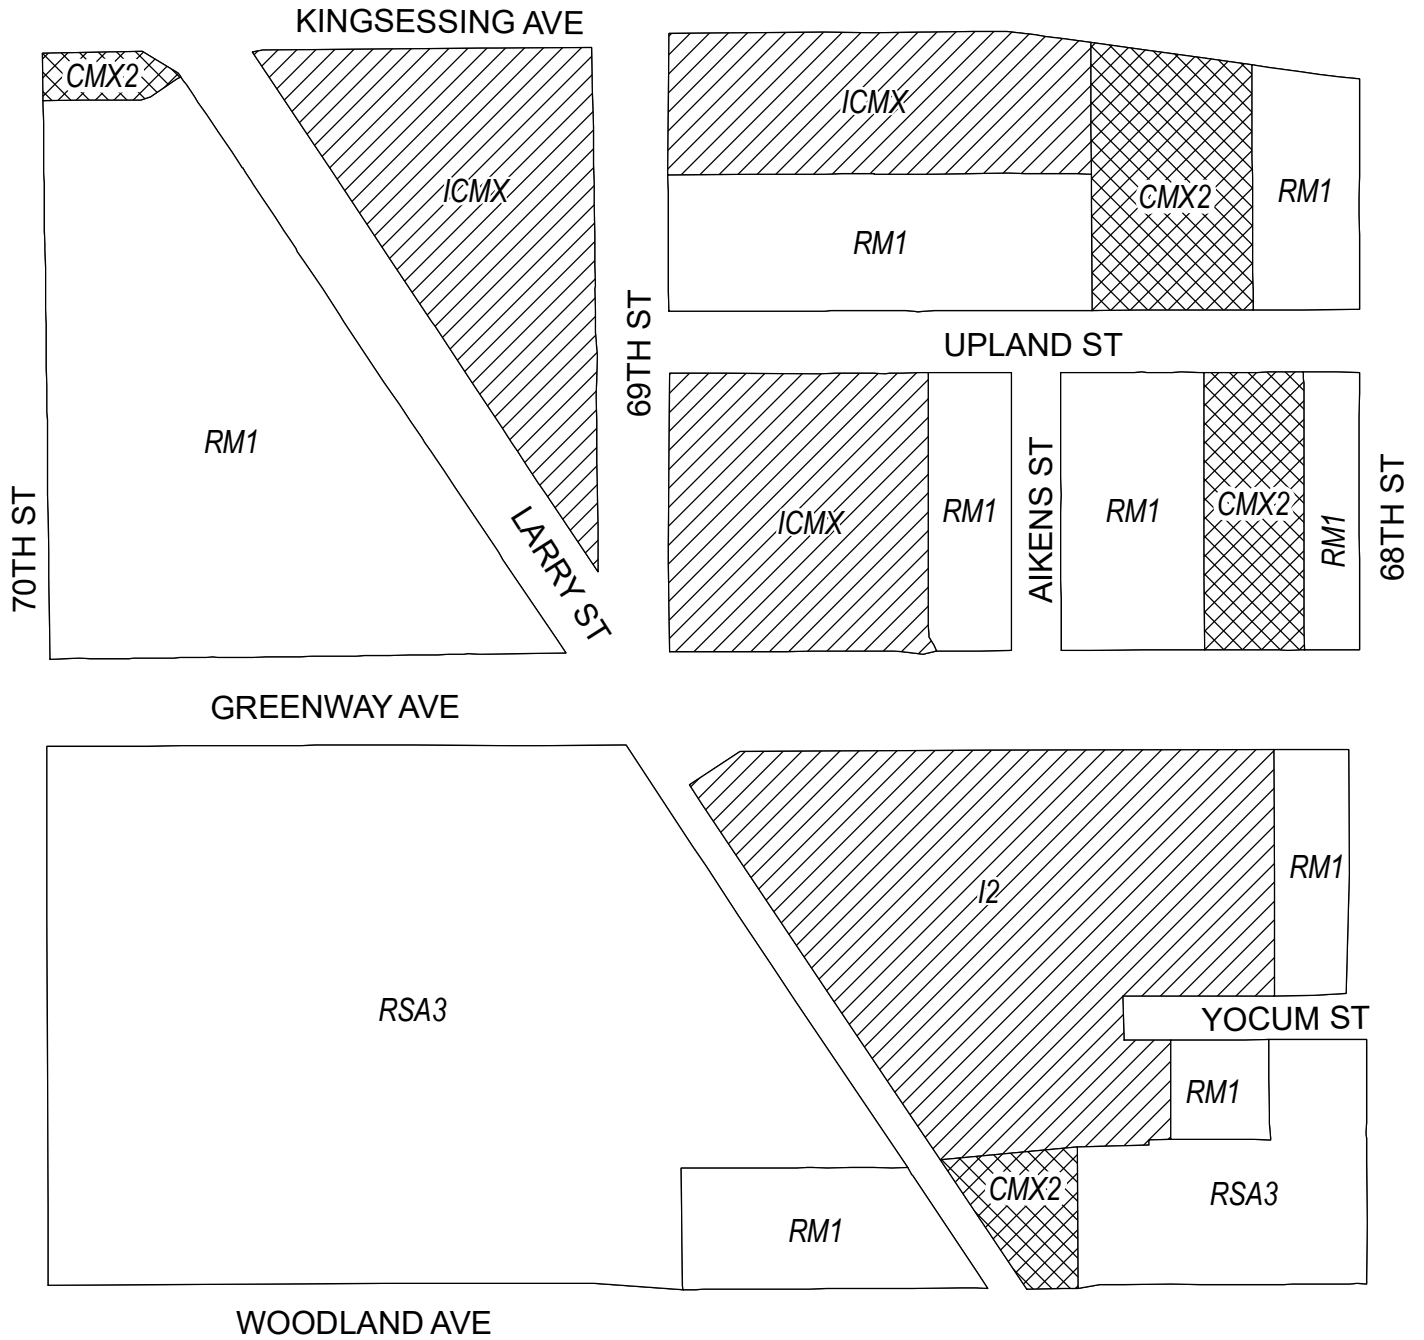 KINGSESSING AVE
CMX2
ICMX
ICMX
CMX2
RM1
RM1
69TH ST
UPLAND ST
RM1
70TH ST
LARRY ST
ICMX
RM1
AIKENS ST
RM1
CMX2
RM1
68TH ST
GREENWAY AVE
I2
RM1
RSA3
YOCUM ST
RM1
CMX2
RSA3
RM1
WOODLAND AVE